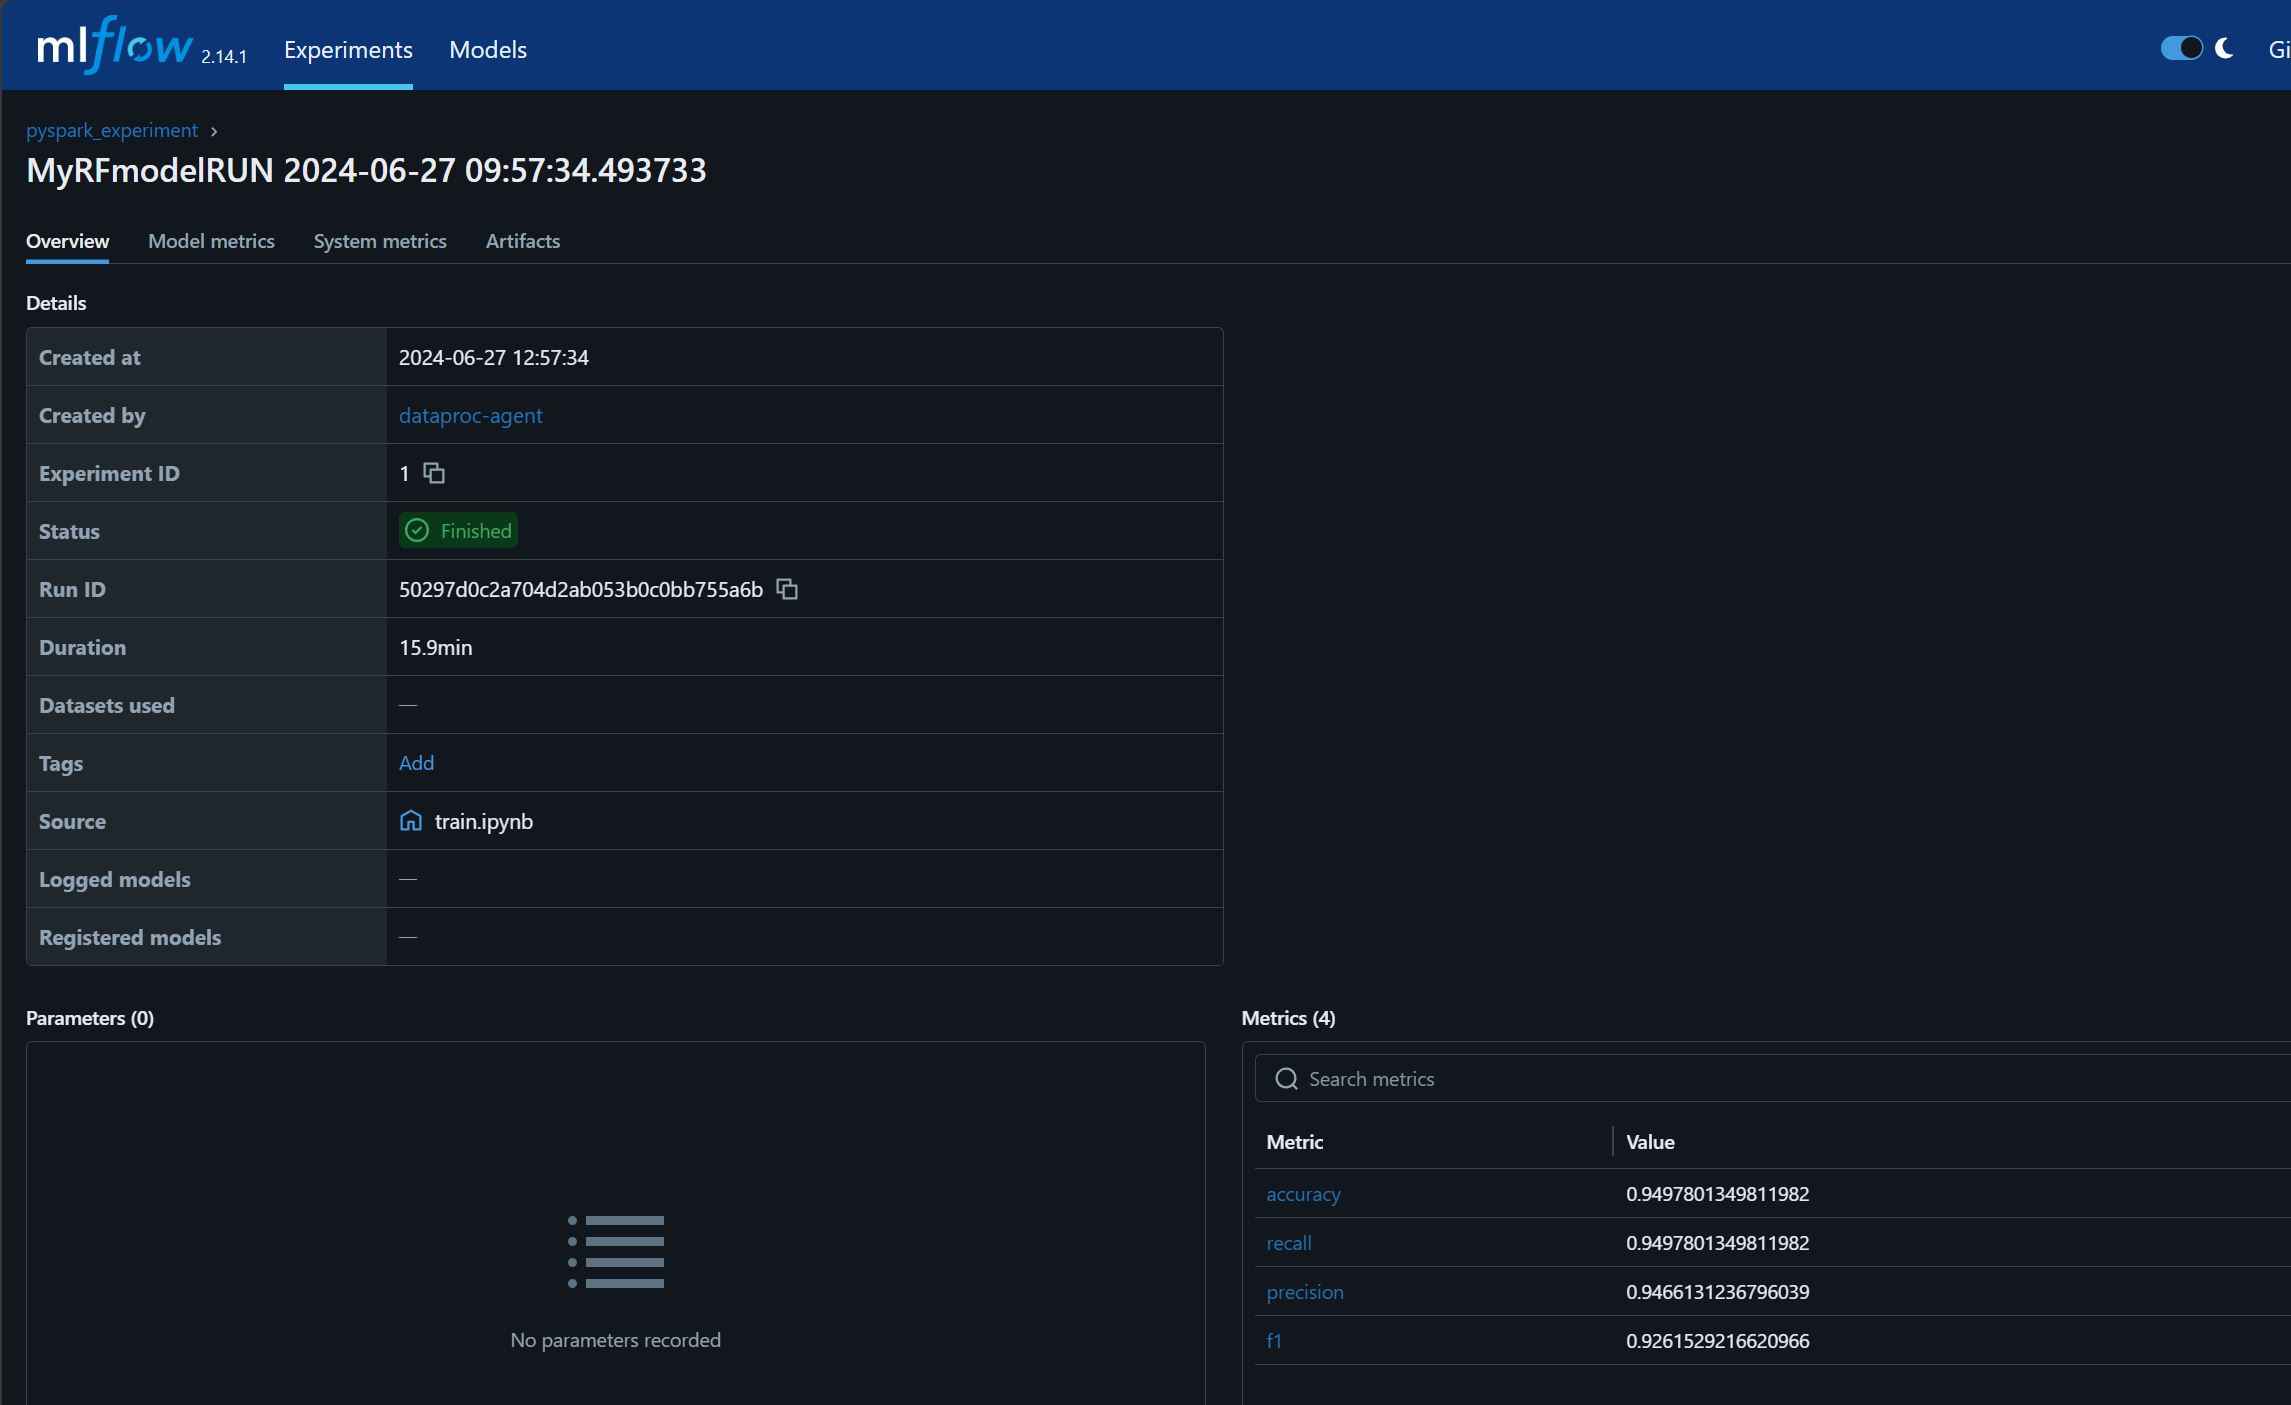 mlflow 2.14.1 Experiments Models Gi
pyspark_experiment
MyRFmodelRUN 2024-06-27 09:57:34.493733
Overview Model metrics System metrics Artifacts
Details
Created at 2024-06-27 12:57:34
Created by dataproc-agent
Experiment ID 1
Status Finished
Run ID 50297d0c2a704d2ab053b0c0bb755a6b
Duration 15.9min
Datasets used —
Tags Add
Source train.ipynb
Logged models —
Registered models —
Parameters (0)
No parameters recorded
Metrics (4)
Search metrics
Metric Value
accuracy 0.9497801349811982
recall 0.9497801349811982
precision 0.9466131236796039
f1 0.9261529216620966